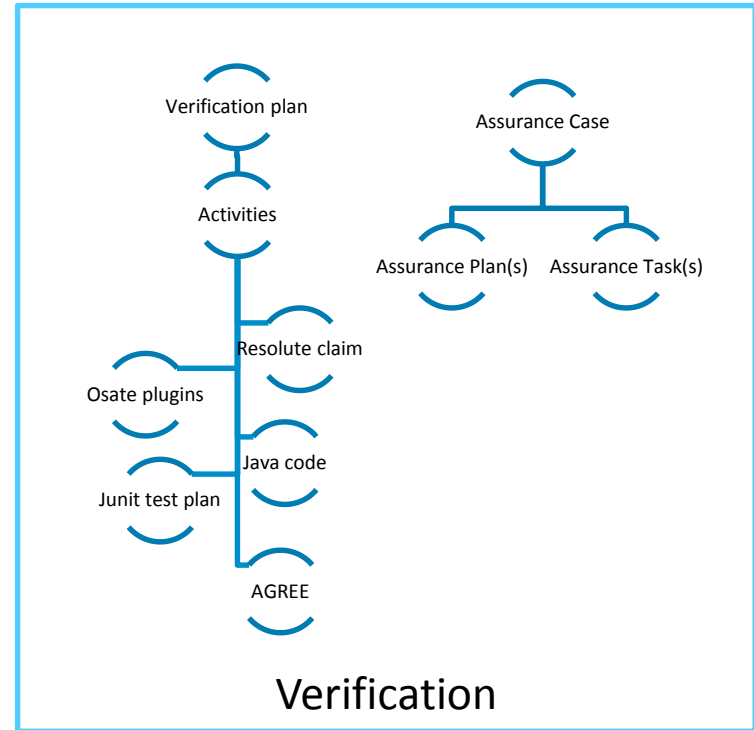 Verification plan
Activities
Resolute claim
Osate plugins
Java code
Junit test plan
AGREE
Assurance Case
Assurance Plan(s)
Assurance Task(s)
Verification